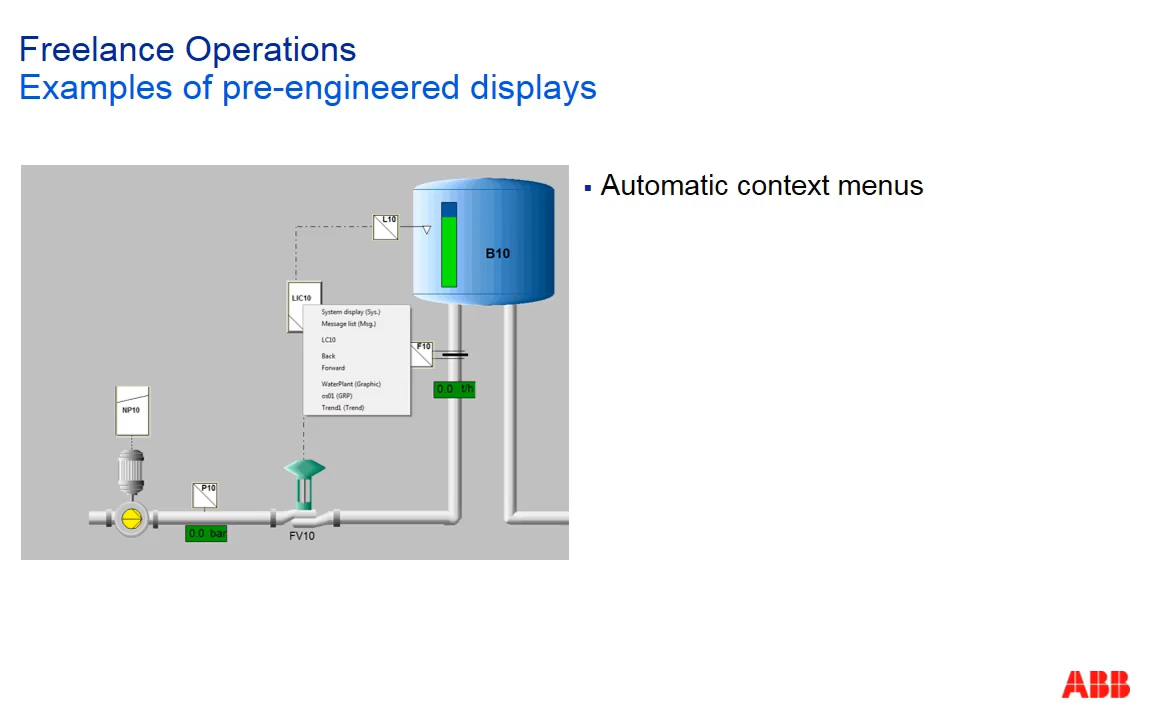 Freelance Operations
Examples of pre-engineered displays
▪ Automatic context menus
L10
B10
LIC10
System display (Sys.)
Message list (Msg.)
LC10
Back
Forward
WaterPlant (Graphic)
os01 (GRP)
Trend1 (Trend)
F10
0.0 t/h
NP10
P10
0.0 bar
FV10
ABB